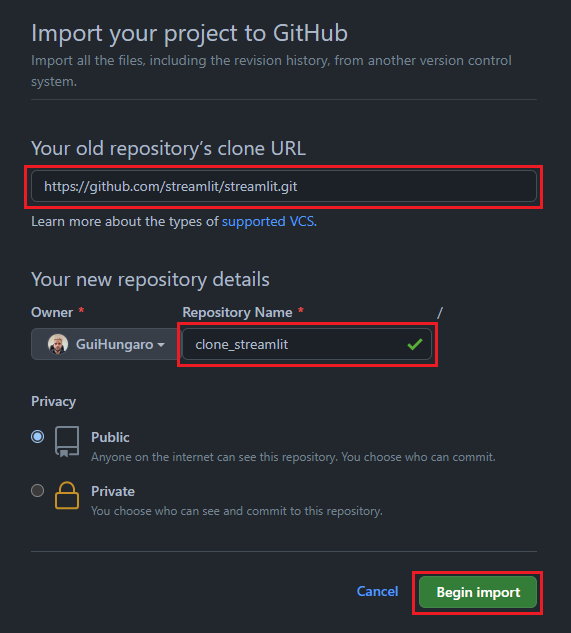 Import your project to GitHub
Import all the files, including the revision history, from another version control
system.
Your old repository's clone URL
https://github.com/streamlit/streamlit.git
Learn more about the types of supported VCS.
Your new repository details
Owner * Repository Name * /
GuiHungaro clone_streamlit
Privacy
Public
Anyone on the internet can see this repository. You choose who can commit.
Private
You choose who can see and commit to this repository.
Cancel Begin import